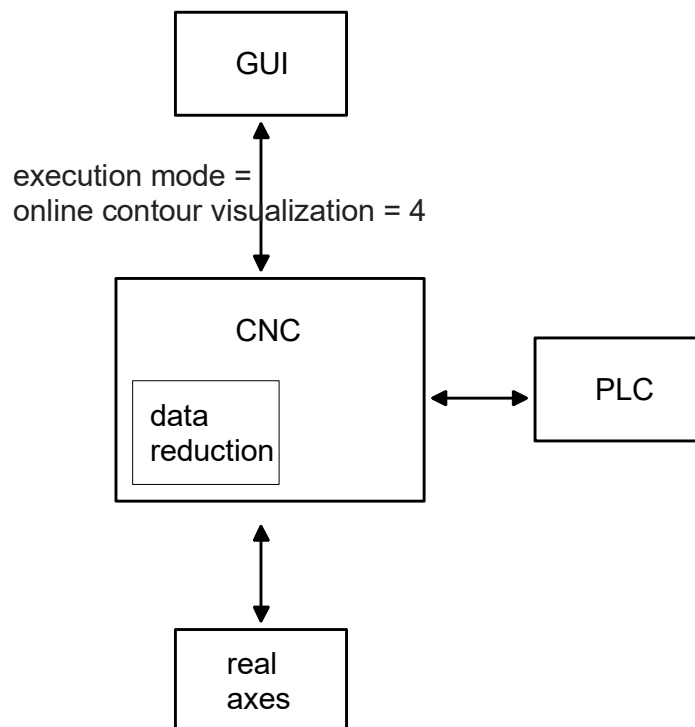 GUI
execution mode =
online contour visualization = 4
CNC
data
reduction
PLC
real
axes